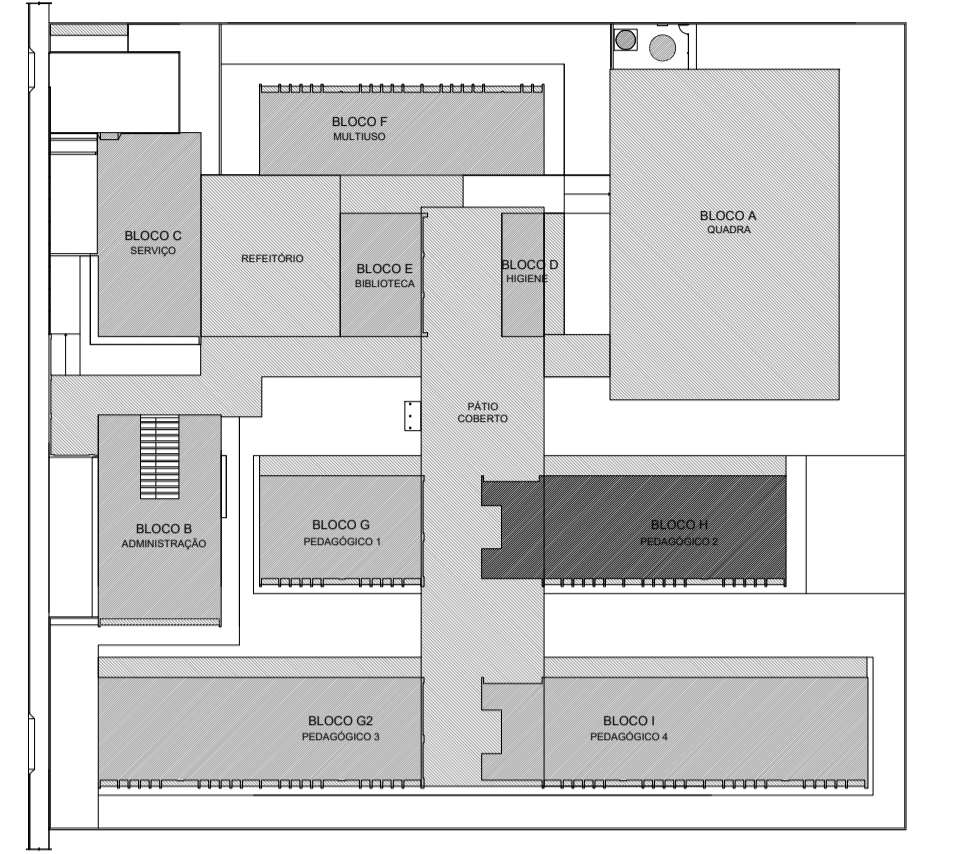 BLOCO F
MULTIUSO
BLOCO A
QUADRA
BLOCO C
SERVIÇO
REFEITÓRIO
BLOCO E
BIBLIOTECA
BLOCO D
HIGIENE
PÁTIO
COBERTO
BLOCO B
ADMINISTRAÇÃO
BLOCO G
PEDAGÓGICO 1
BLOCO H
PEDAGÓGICO 2
BLOCO G2
PEDAGÓGICO 3
BLOCO I
PEDAGÓGICO 4